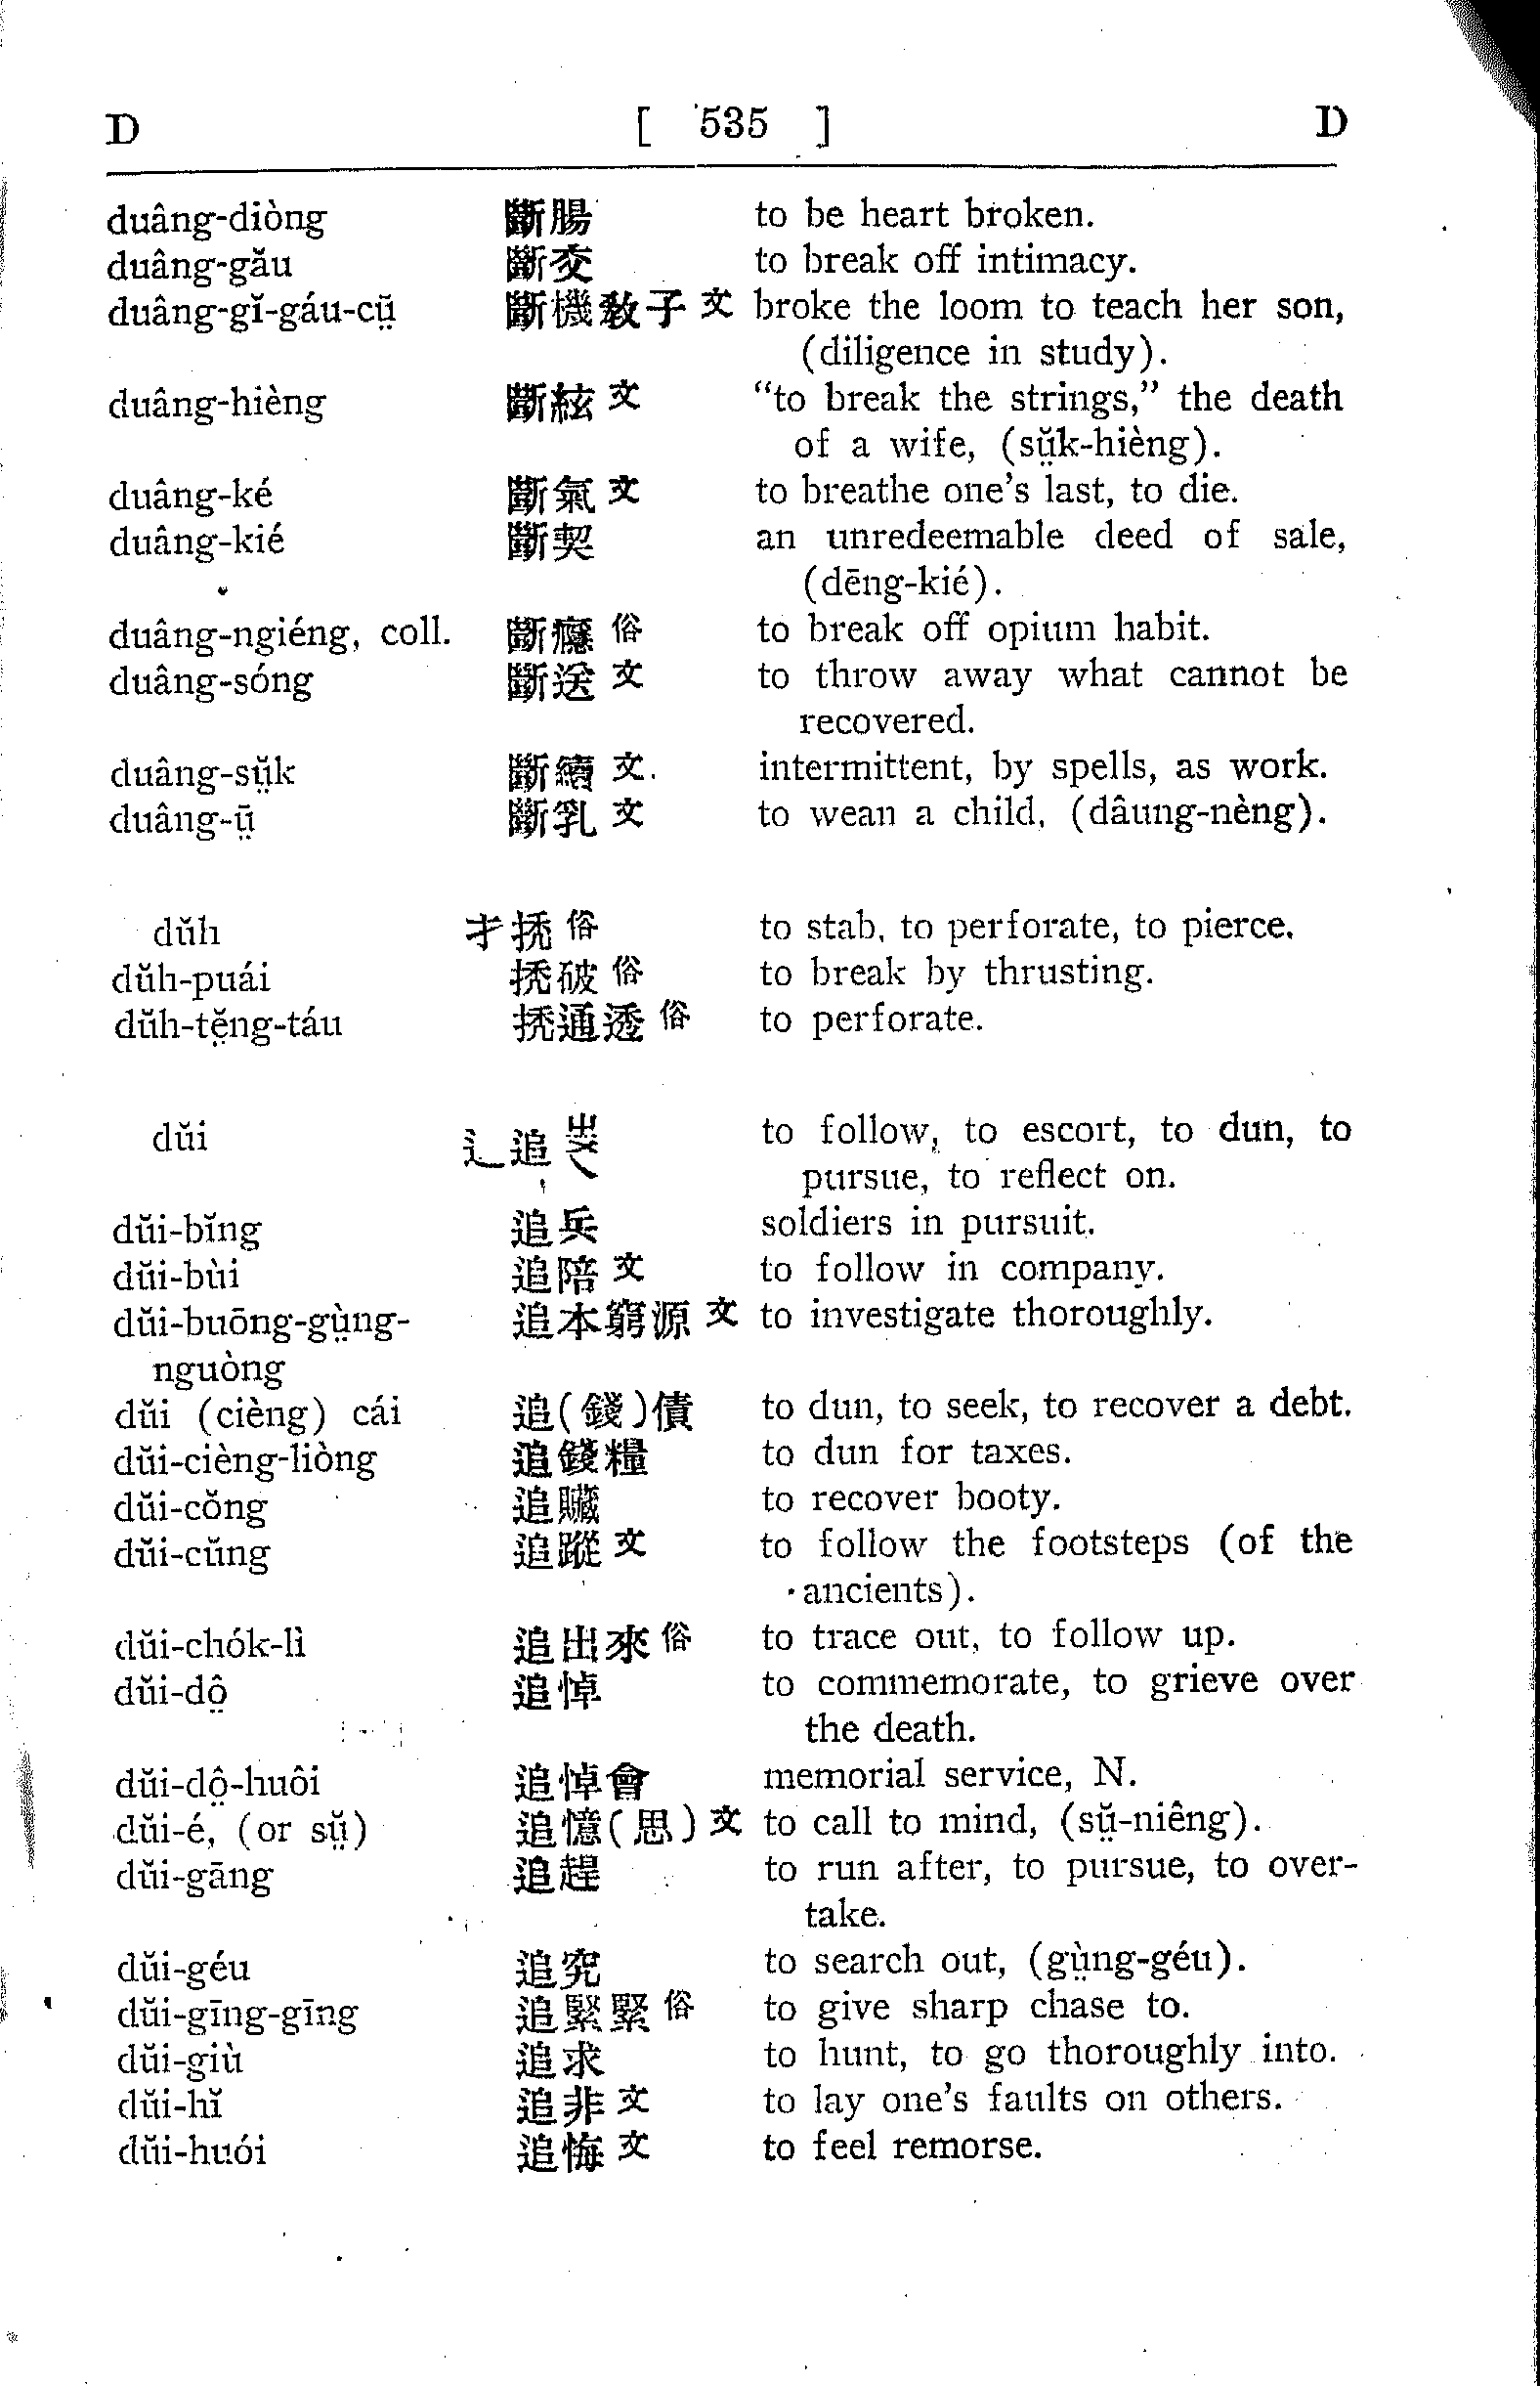 D [ 535 ] D
duâng-diòng 斷腸 to be heart broken.
duâng-gău 斷交 to break off intimacy.
duâng-gĭ-gáu-cṳ̆ 斷機敎子 文 broke the loom to teach her son,
(diligence in study).
duâng-hièng 斷絃 文 “to break the strings,” the death
of a wife, (sṳ̆k-hièng).
duâng-ké 斷氣 文 to breathe one’s last, to die.
duâng-kié 斷契 an unredeemable deed of sale,
(dēng-kié).
duâng-ngiéng, coll. 斷癮 俗 to break off opium habit.
duâng-sóng 斷送 文 to throw away what cannot be
recovered.
duâng-sṳ̆k 斷續 文. intermittent, by spells, as work.
duâng-ṳ̄ 斷乳 文 to wean a child, (dâung-nèng).
dŭh 才 㧷 俗 to stab, to perforate, to pierce.
dŭh-puái 破 俗 to break by thrusting.
dŭh-tĕ̤ng-táu 通透 俗 to perforate.
dŭi 辶 追 to follow, to escort, to dun, to
pursue, to reflect on.
dŭi-bĭng 追兵 soldiers in pursuit.
dŭi-bùi 追陪 文 to follow in company.
dŭi-buōng-gṳ̀ng- 追本窮源 文 to investigate thoroughly.
nguòng
dŭi (cièng) cái 追(錢)債 to dun, to seek, to recover a debt.
dŭi-cièng-liòng 追錢糧 to dun for taxes.
dŭi-cŏng 追贓 to recover booty.
dŭi-cŭng 追蹤 文 to follow the footsteps (of the
ancients).
dŭi-chók-lì 追出來 俗 to trace out, to follow up.
dŭi-dô̤ 追悼 to commemorate, to grieve over
the death.
dŭi-dô̤-huôi 追悼會 memorial service, N.
dŭi-é, (or sṳ̆) 追憶(思) 文 to call to mind, (sṳ̆-niêng).
dŭi-gāng 追趕 to run after, to pursue, to over-
take.
dŭi-géu 追究 to search out, (gṳ̀ng-géu).
dŭi-gīng-gīng 追緊緊 俗 to give sharp chase to.
dŭi-giù 追求 to hunt, to go thoroughly into.
dŭi-hĭ 追非 文 to lay one’s faults on others.
dŭi-huói 追悔 文 to feel remorse.